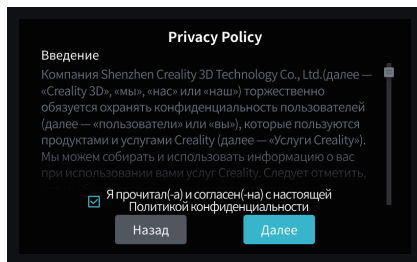 Privacy Policy
Введение
Компания Shenzhen Creality 3D Technology Co., Ltd.(далее —
«Creality 3D», «мы», «нас» или «наш») торжественно
обязуется охранять конфиденциальность пользователей
(далее — «пользователи» или «вы»), которые пользуются
продуктами и услугами Creality (далее — «Услуги Creality»).
Мы можем собирать и использовать информацию о вас
при использовании вами услуг Creality. Следует отметить,
Я прочитал(-а) и согласен(-на) с настоящей
Политикой конфиденциальности
Назад
Далее